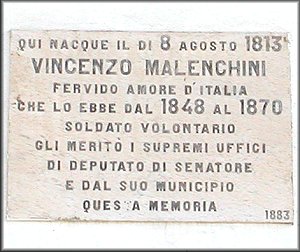 QUI NACQUE IL DI 8 AGOSTO 1813
VINCENZO MALENCHINI
FERVIDO AMORE D'ITALIA
CHE LO EBBE DAL 1848 AL 1870
SOLDATO VOLONTARIO
GLI MERITÒ I SUPREMI UFFICI
DI DEPUTATO DI SENATORE
E DAL SUO MUNICIPIO
QUES A MEMORIA
1883